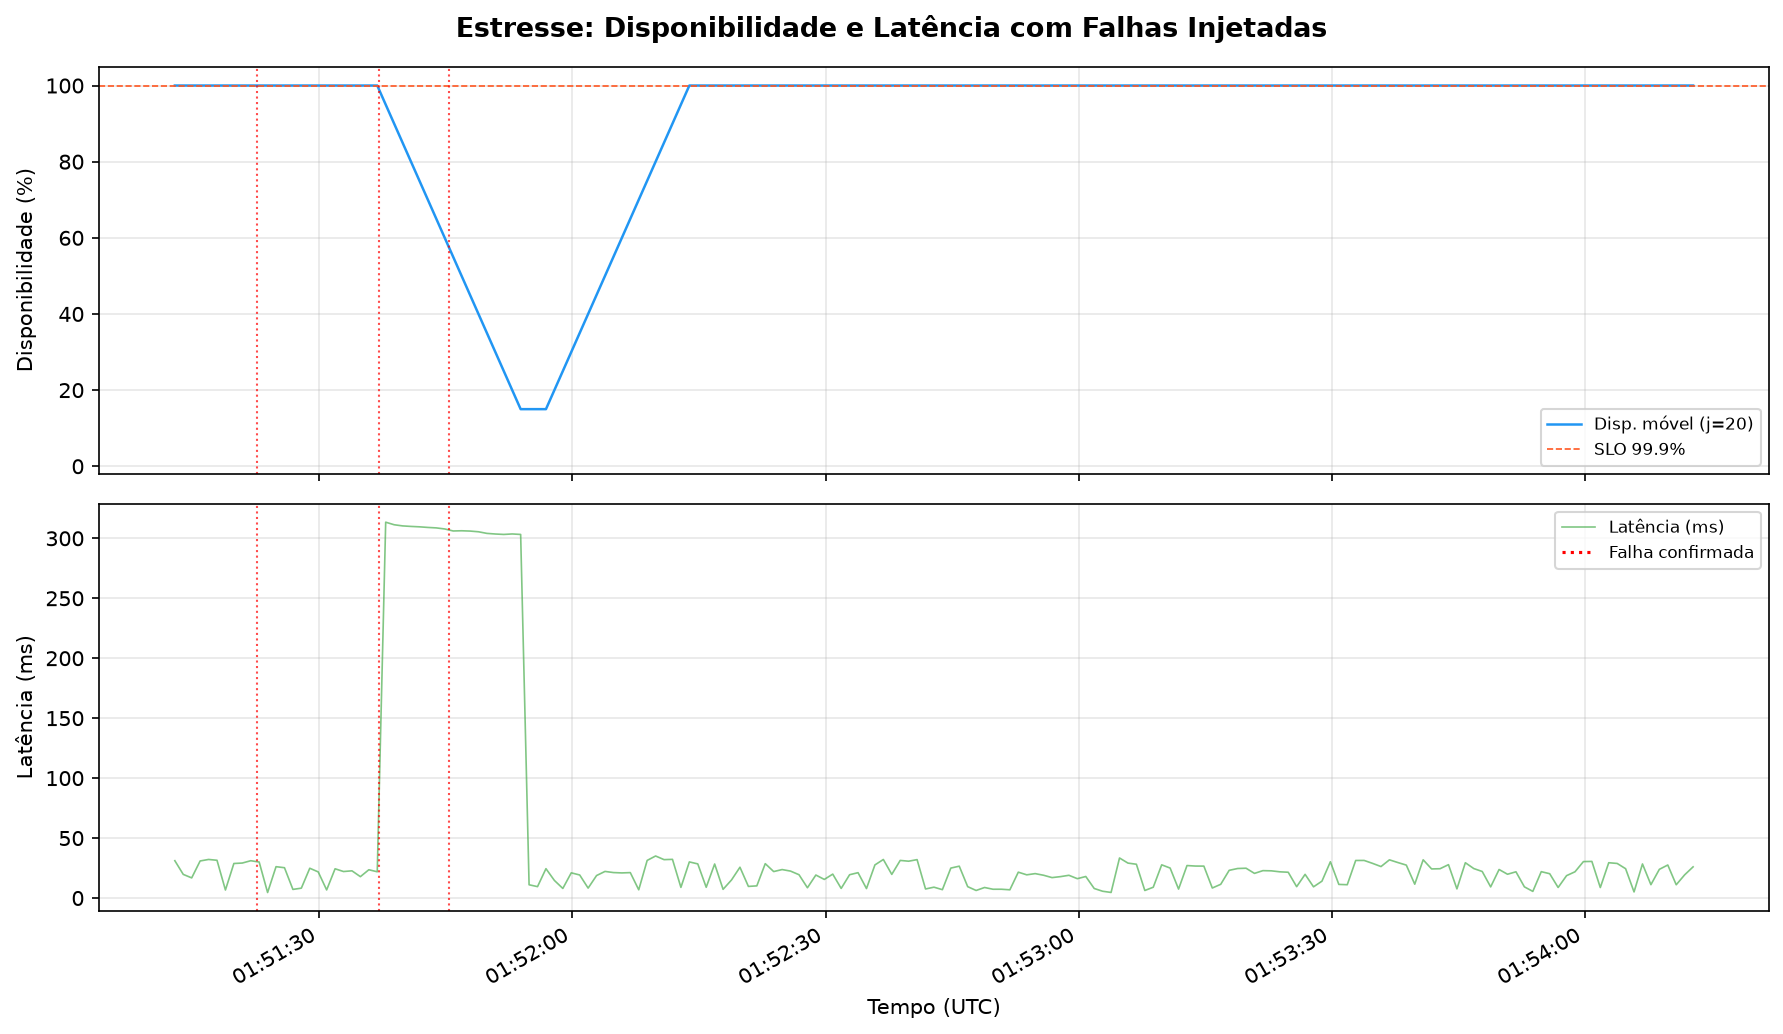 Estresse: Disponibilidade e Latência com Falhas Injetadas
Disponibilidade (%)
100
80
60
40
20
0
Disp. móvel (j=20)
SLO 99.9%
Latência (ms)
300
250
200
150
100
50
0
Latência (ms)
Falha confirmada
01:51:30
01:52:00
01:52:30
01:53:00
01:53:30
01:54:00
Tempo (UTC)